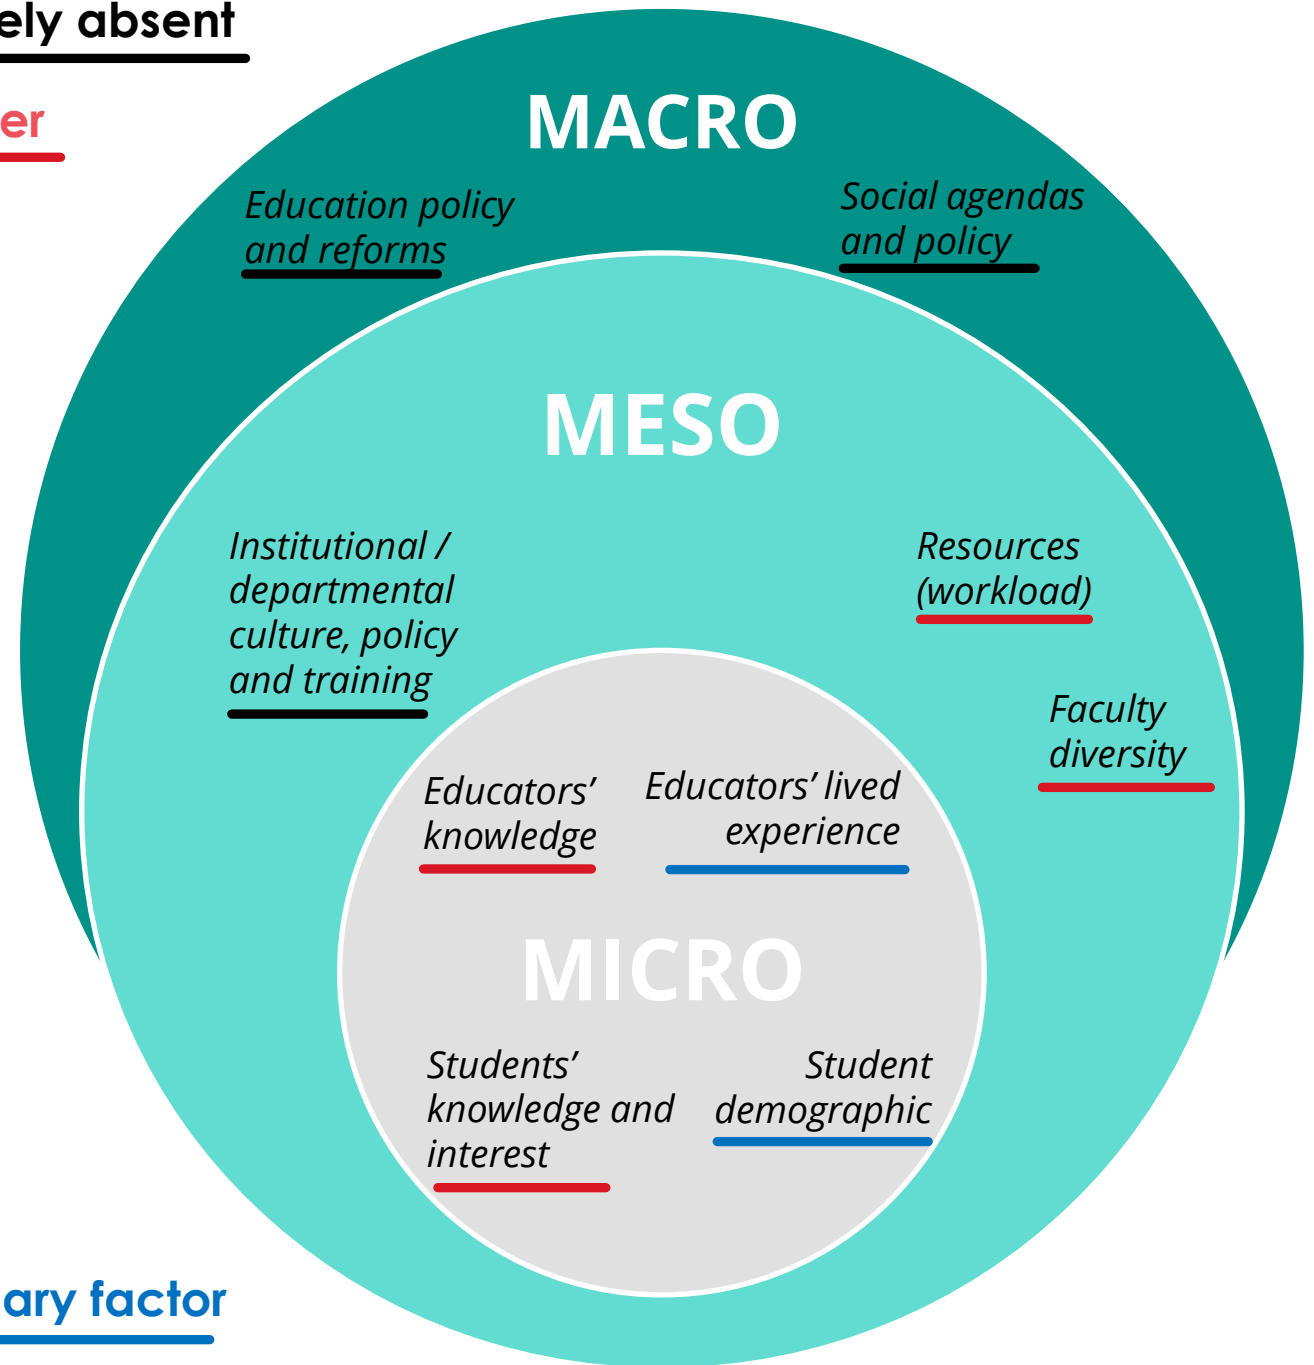 ely absent
er
MACRO
Education policy
and reforms
Social agendas
and policy
MESO
Institutional /
departmental
culture, policy
and training
Resources
(workload)
Faculty
diversity
Educators’
knowledge
Educators’ lived
experience
MICRO
Students’
knowledge and
interest
Student
demographic
ary factor